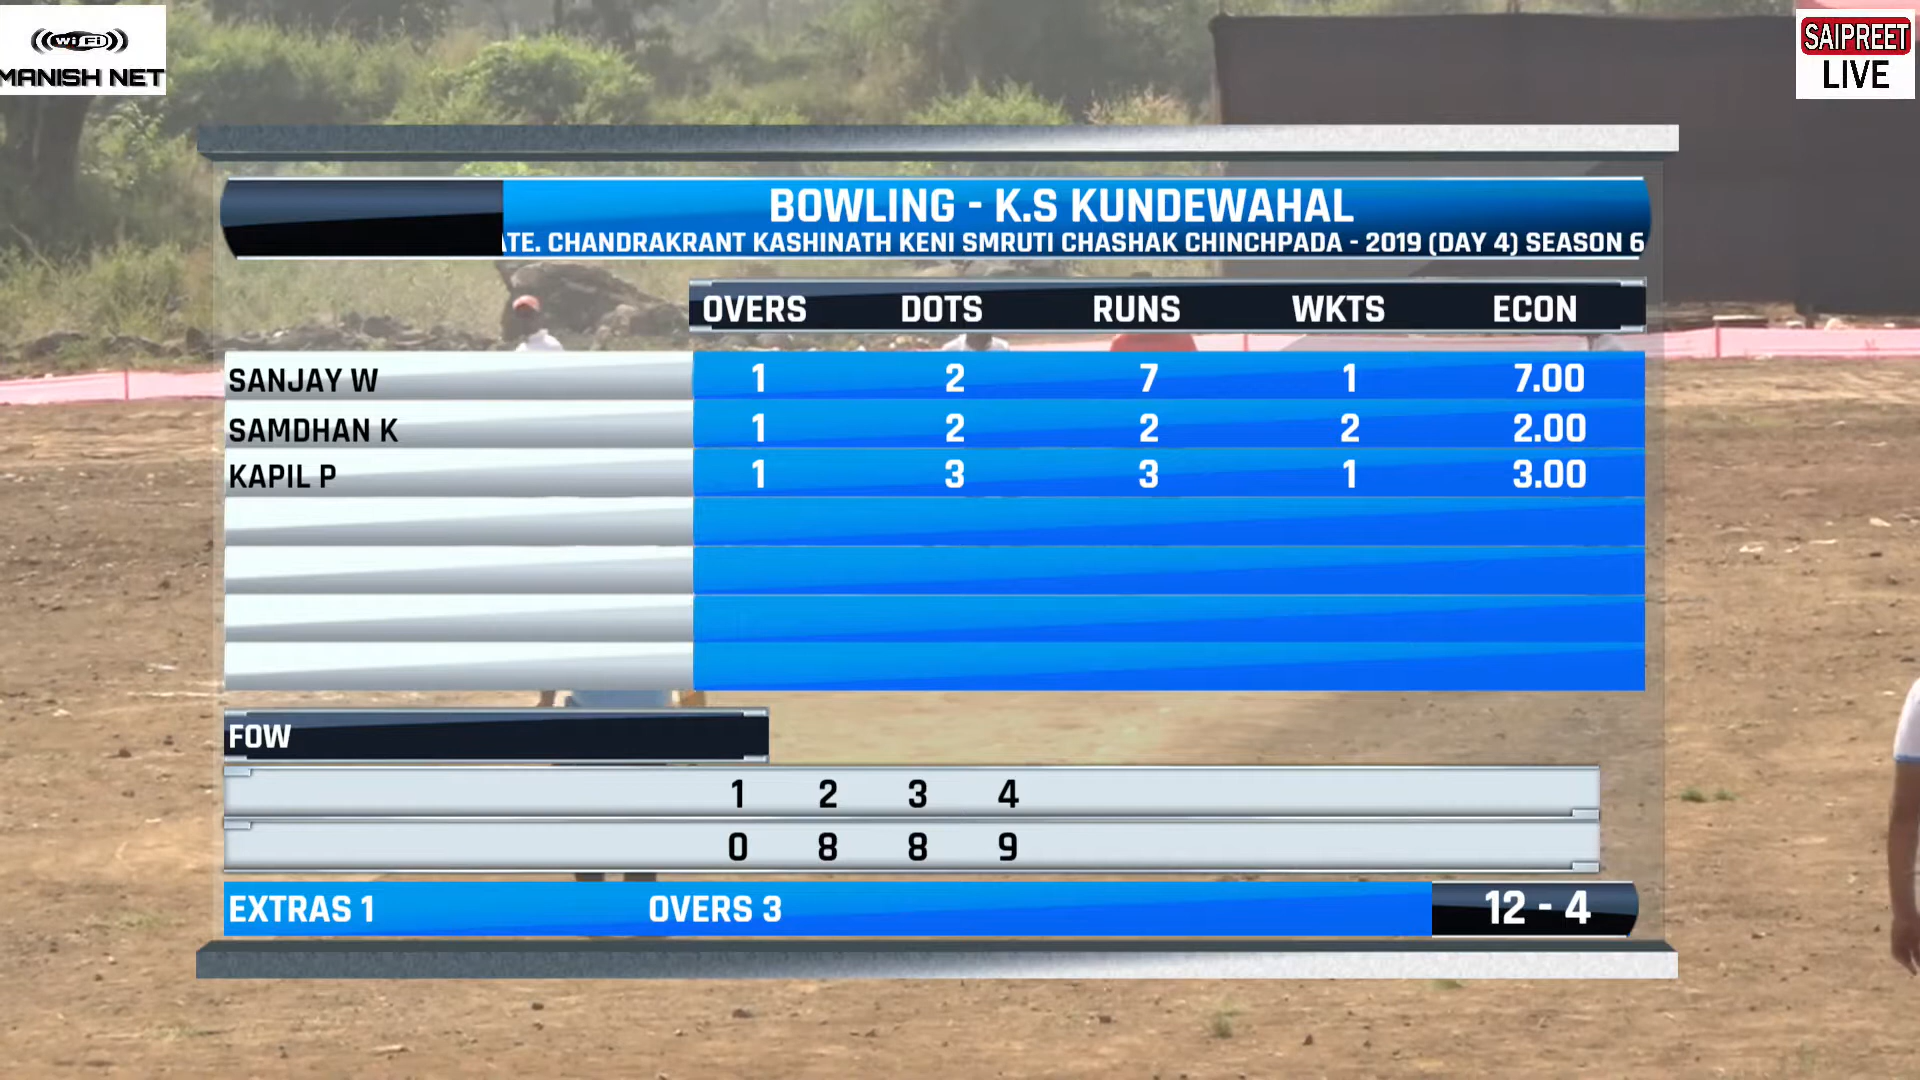 WiFi
MANISH NET
SAIPREET
LIVE
BOWLING - K.S KUNDEWAHAL
ATE. CHANDRAKRANT KASHINATH KENI SMRUTI CHASHAK CHINCHPADA - 2019 (DAY 4) SEASON 6
OVERS DOTS RUNS WKTS ECON
SANJAY W 1 2 7 1 7.00
SAMDHAN K 1 2 2 2 2.00
KAPIL P 1 3 3 1 3.00
FOW
1 2 3 4
0 8 8 9
EXTRAS 1 OVERS 3 12 - 4